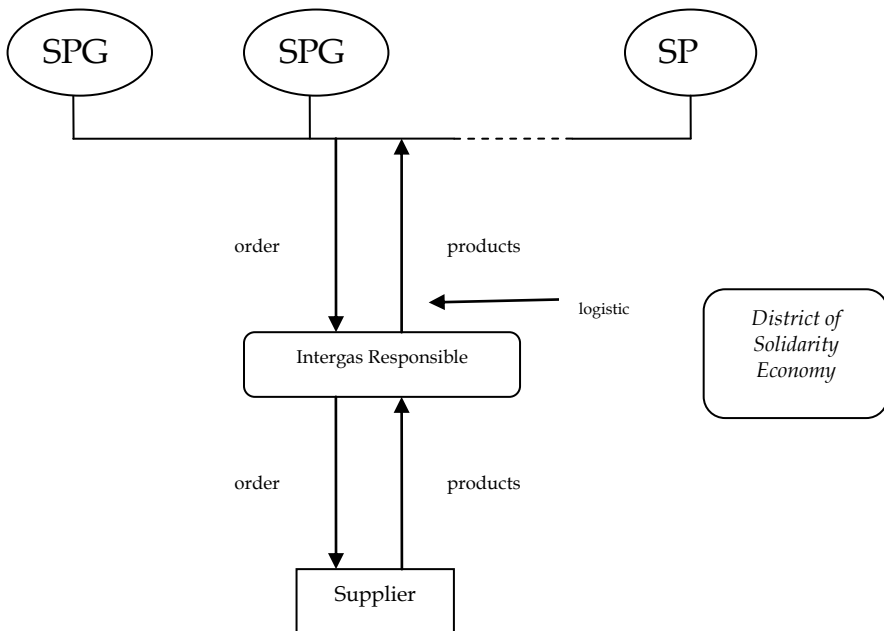 SPG
SPG
SP
order
products
logistic
Intergas Responsible
District of
Solidarity
Economy
order
products
Supplier